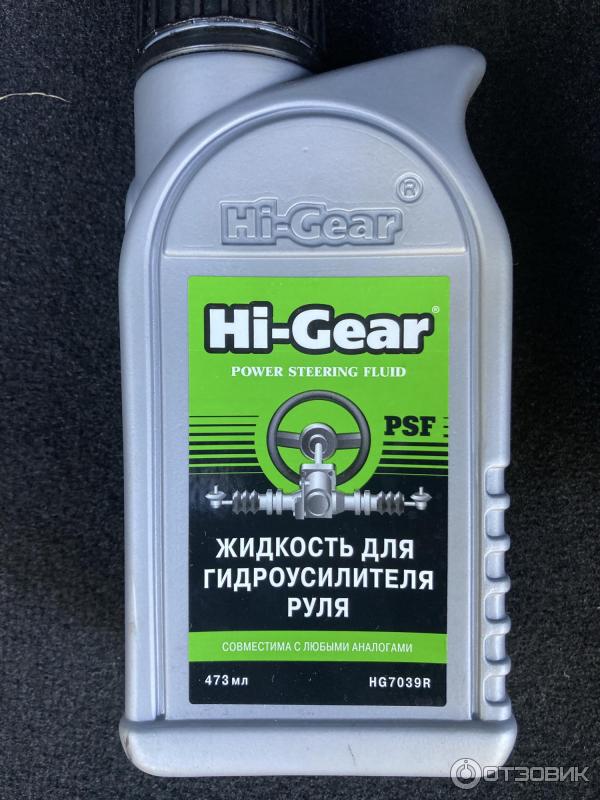 Hi-Gear ®
Hi-Gear®
POWER STEERING FLUID
PSF
ЖИДКОСТЬ ДЛЯ
ГИДРОУСИЛИТЕЛЯ
РУЛЯ
СОВМЕСТИМА С ЛЮБЫМИ АНАЛОГАМИ
473 мл HG7039R
ОТЗОВИК